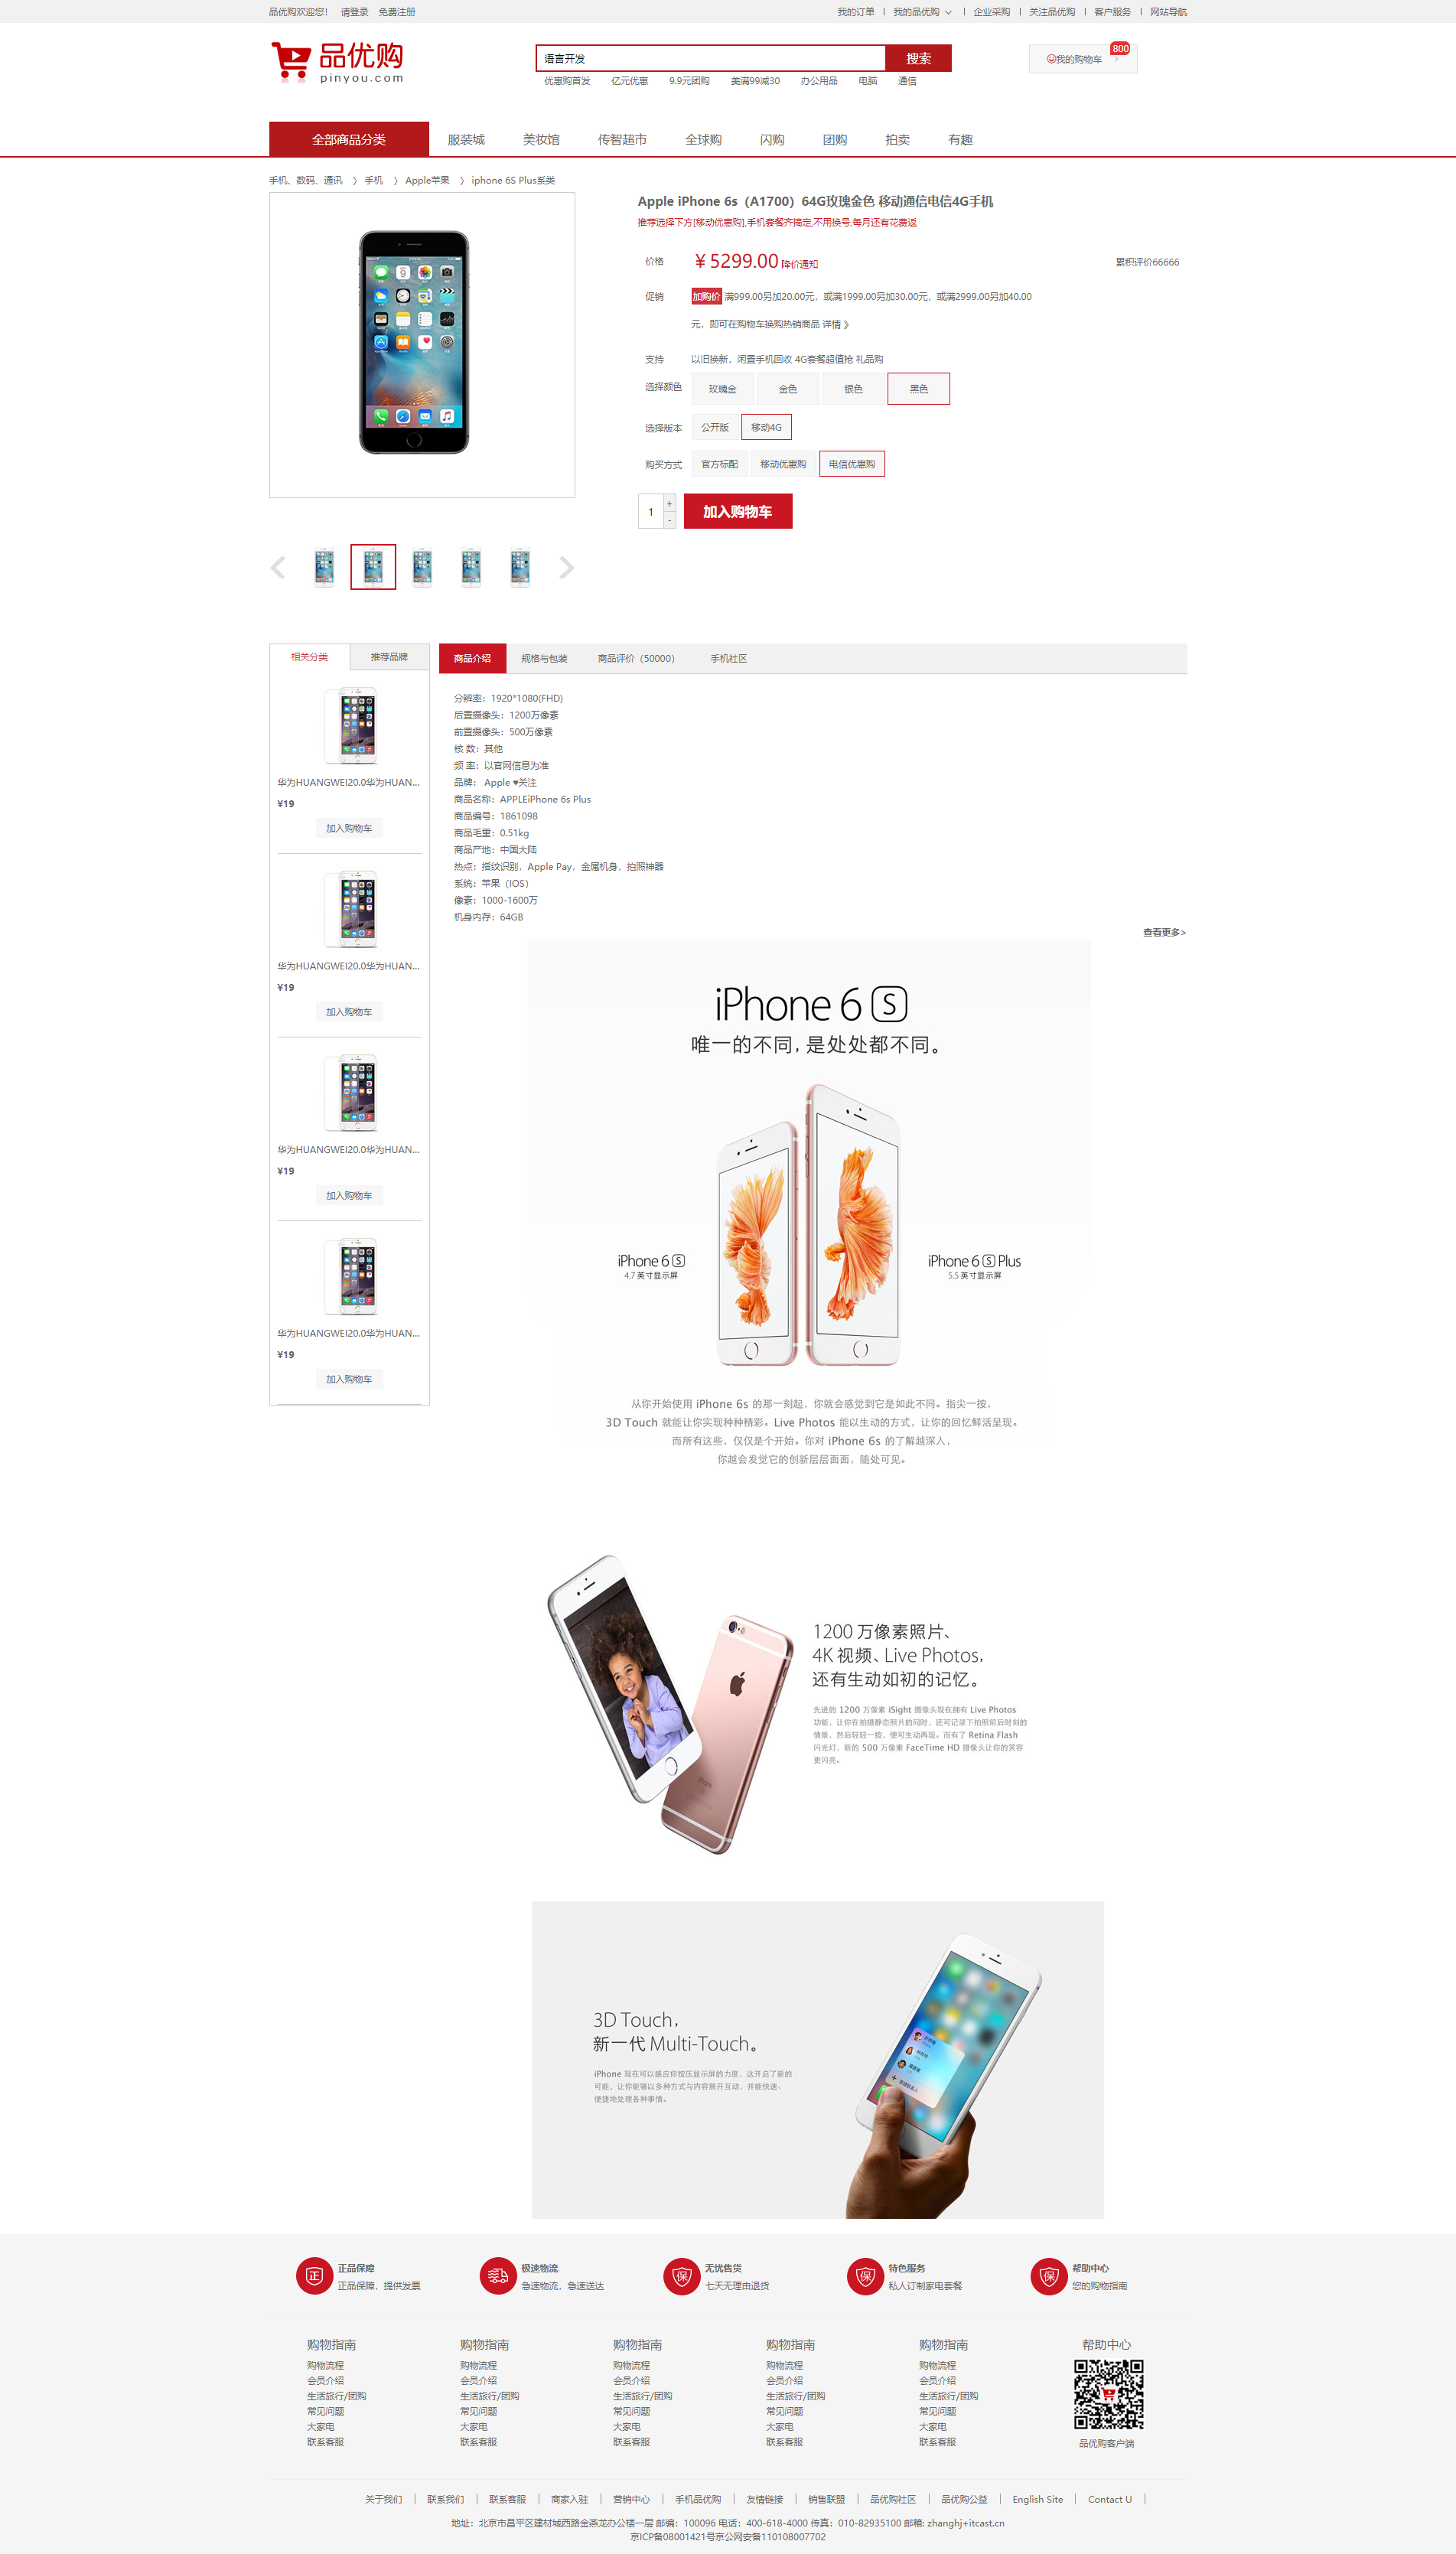 品优购欢迎您! 请登录 免费注册
我的订单 我的品优购 企业采购 关注品优购 客户服务 网站导航
品优购
pinyou.com
语言开发
搜索
优惠购首发 亿元优惠 9.9元团购 美满99减30 办公用品 电脑 通信
我的购物车 >
800
全部商品分类 服装城 美妆馆 传智超市 全球购 闪购 团购 拍卖 有趣
手机、数码、通讯 〉 手机 〉 Apple苹果 〉 iphone 6S Plus系类
Apple iPhone 6s（A1700）64G玫瑰金色 移动通信电信4G手机
推荐选择下方[移动优惠购],手机套餐齐搞定,不用换号,每月还有花费返
价格 ¥ 5299.00 降价通知 累积评价66666
促销 加购价 满999.00另加20.00元，或满1999.00另加30.00元，或满2999.00另加40.00
元，即可在购物车换购热销商品 详情 》
支持 以旧换新，闲置手机回收 4G套餐超值抢 礼品购
选择颜色 玫瑰金 金色 银色 黑色
选择版本 公开版 移动4G
购买方式 官方标配 移动优惠购 电信优惠购
1 + - 加入购物车
相关分类 推荐品牌
华为HUANGWEI20.0华为HUAN...
¥19
加入购物车
华为HUANGWEI20.0华为HUAN...
¥19
加入购物车
华为HUANGWEI20.0华为HUAN...
¥19
加入购物车
华为HUANGWEI20.0华为HUAN...
¥19
加入购物车
商品介绍 规格与包装 商品评价（50000） 手机社区
分辨率：1920*1080(FHD)
后置摄像头：1200万像素
前置摄像头：500万像素
核 数：其他
频 率：以官网信息为准
品牌： Apple ♥关注
商品名称：APPLEiPhone 6s Plus
商品编号：1861098
商品毛重：0.51kg
商品产地：中国大陆
热点：指纹识别，Apple Pay，金属机身，拍照神器
系统：苹果（IOS）
像素：1000-1600万
机身内存：64GB
查看更多>
iPhone 6 S
唯一的不同，是处处都不同。
iPhone 6 S
4.7 英寸显示屏
iPhone 6 S Plus
5.5 英寸显示屏
从你开始使用 iPhone 6s 的那一刻起，你就会感觉到它是如此不同。指尖一按，
3D Touch 就能让你实现种种精彩。Live Photos 能以生动的方式，让你的回忆鲜活呈现。
而所有这些，仅仅是个开始。你对 iPhone 6s 的了解越深入，
你越会发觉它的创新层层面面，随处可见。
1200 万像素照片、
4K 视频、Live Photos，
还有生动如初的记忆。
先进的 1200 万像素 iSight 摄像头现在拥有 Live Photos
功能，让你在拍摄静态照片的同时，还可记录下拍照前后时刻的
情景，然后轻轻一按，便可生动再现。而有了 Retina Flash
闪光灯，新的 500 万像素 FaceTime HD 摄像头让你的笑容
更闪亮。
iPhone
3D Touch，
新一代 Multi-Touch。
iPhone 现在可以感应你按压显示屏的力度，这开启了新的
可能，让你能够以多种方式与内容展开互动，并能快速、
便捷地处理各种事情。
正品保障
正品保障，提供发票
极速物流
急速物流，急速送达
无忧售货
七天无理由退货
特色服务
私人订制家电套餐
帮助中心
您的购物指南
正 保 保 保
购物指南 购物指南 购物指南 购物指南 购物指南 帮助中心
购物流程 购物流程 购物流程 购物流程 购物流程
会员介绍 会员介绍 会员介绍 会员介绍 会员介绍
生活旅行/团购 生活旅行/团购 生活旅行/团购 生活旅行/团购 生活旅行/团购
常见问题 常见问题 常见问题 常见问题 常见问题
大家电 大家电 大家电 大家电 大家电
联系客服 联系客服 联系客服 联系客服 联系客服
品优购客户端
关于我们 | 联系我们 | 联系客服 | 商家入驻 | 营销中心 | 手机品优购 | 友情链接 | 销售联盟 | 品优购社区 | 品优购公益 | English Site | Contact U |
地址：北京市昌平区建材城西路金燕龙办公楼一层 邮编：100096 电话：400-618-4000 传真：010-82935100 邮箱: zhanghj+itcast.cn
京ICP备08001421号京公网安备110108007702